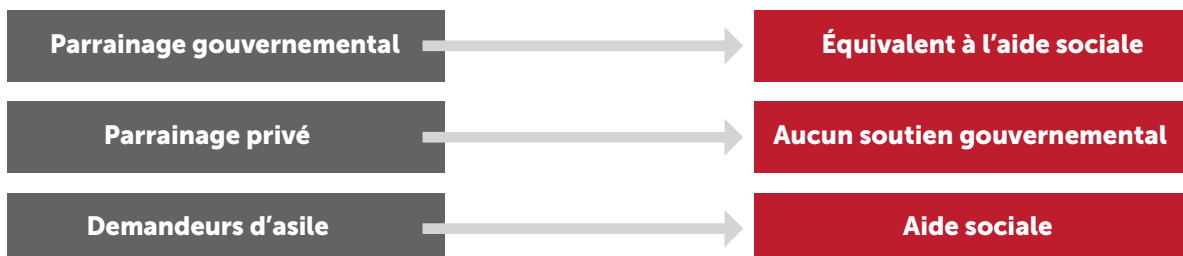 Parrainage gouvernemental
Équivalent à l’aide sociale
Parrainage privé
Aucun soutien gouvernemental
Demandeurs d’asile
Aide sociale